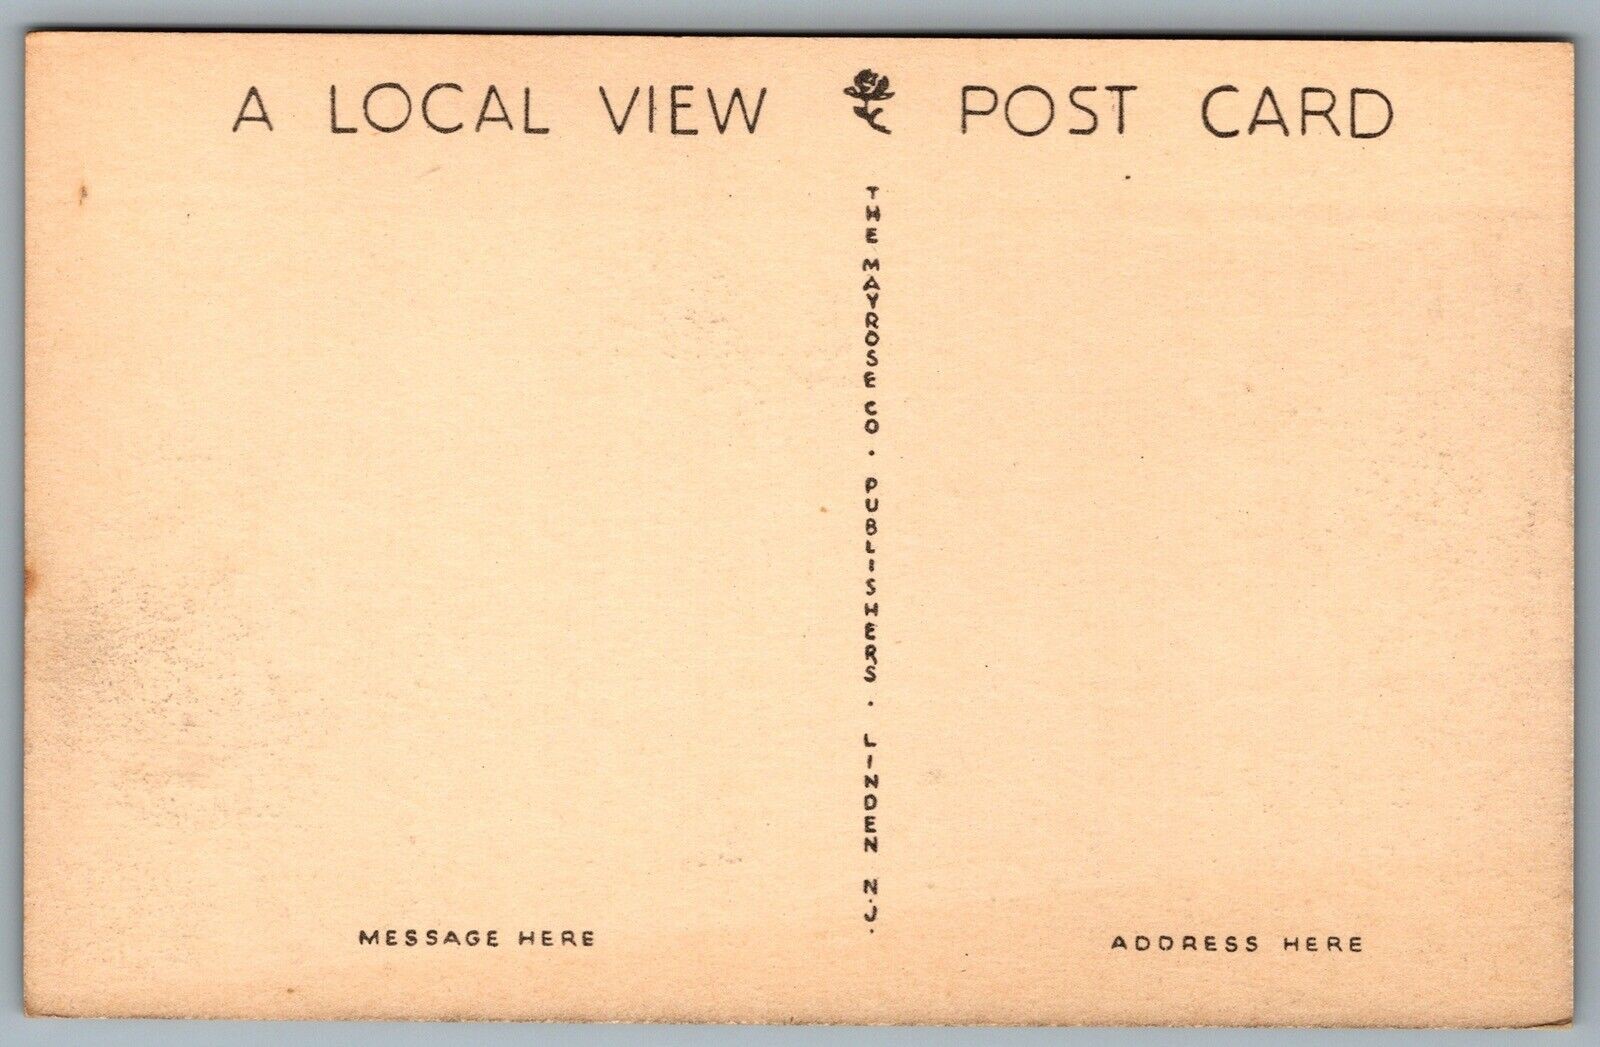 A LOCAL VIEW POST CARD
THE MAYROSE CO. PUBLISHERS. LINDEN N.J.
MESSAGE HERE
ADDRESS HERE